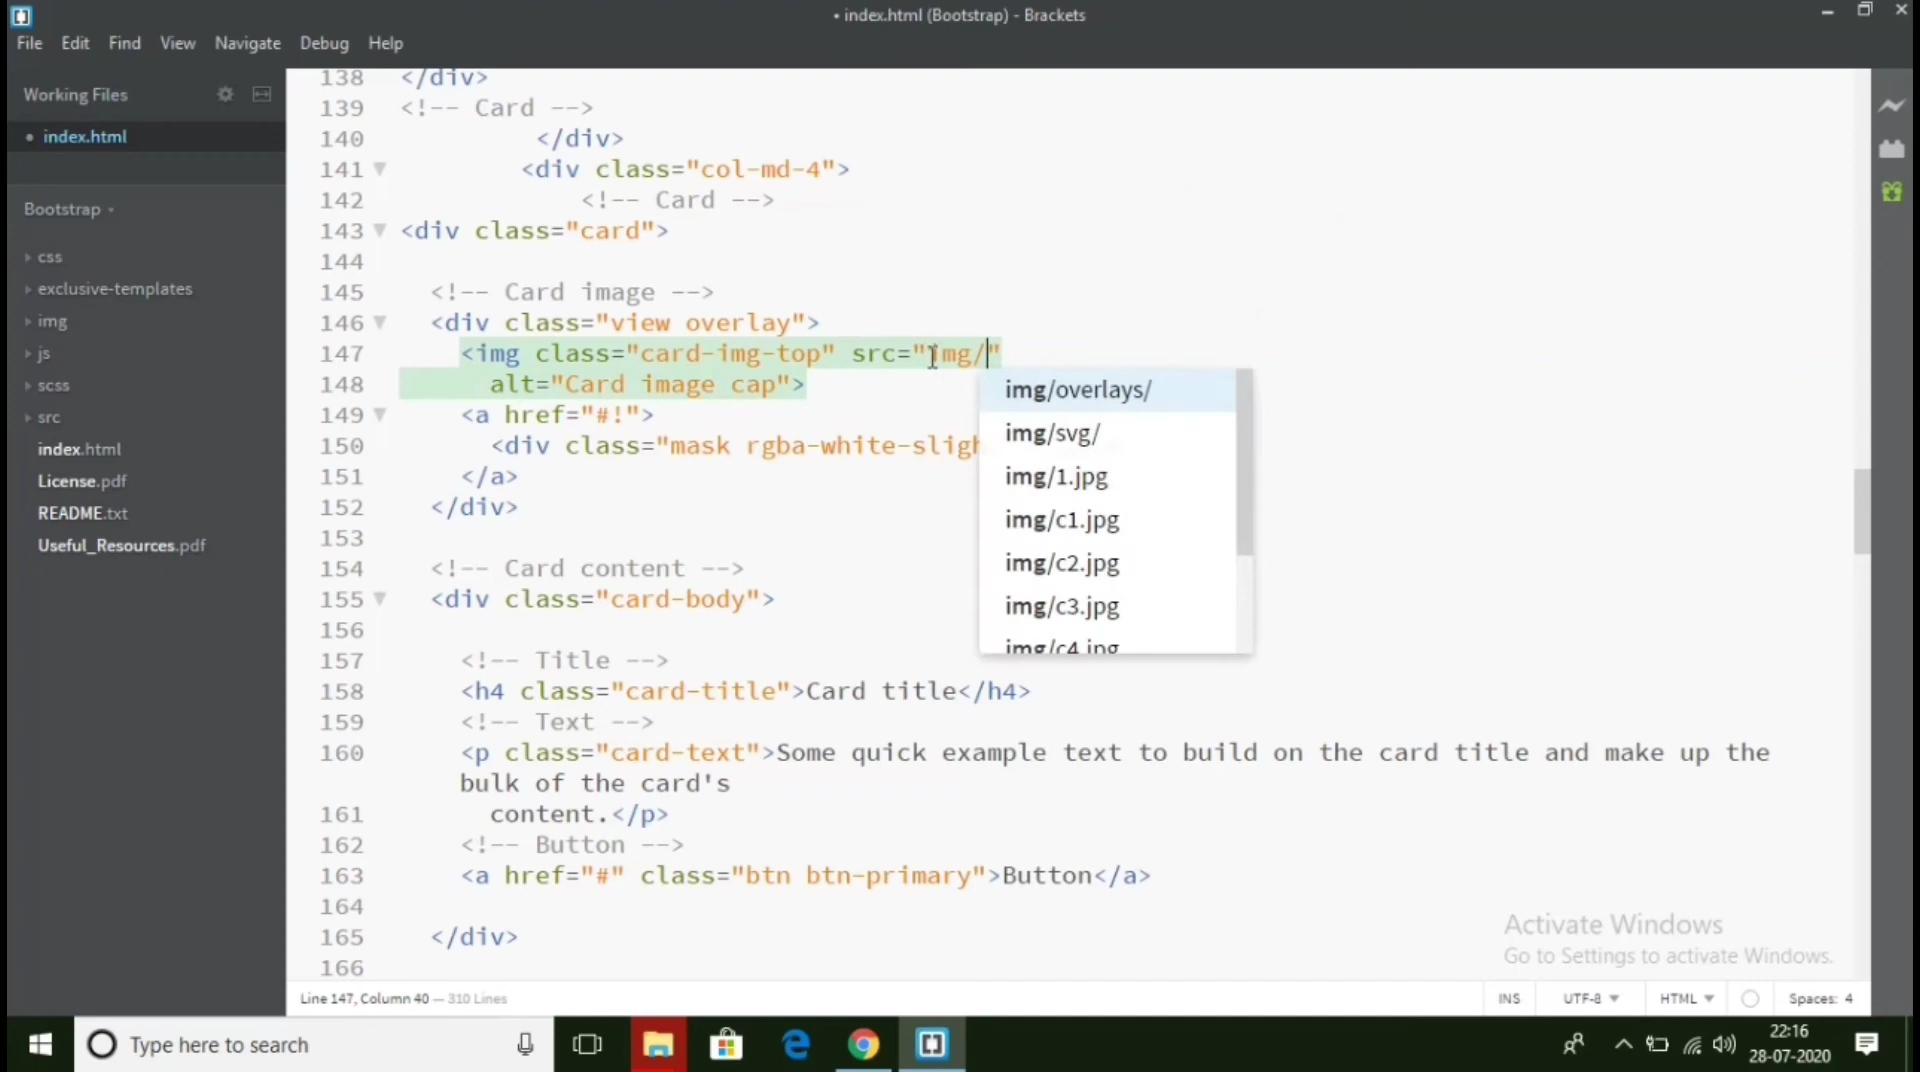 • index.html (Bootstrap) - Brackets
File Edit Find View Navigate Debug Help
Working Files
• index.html
Bootstrap
css
exclusive-templates
img
js
scss
src
index.html
License.pdf
README.txt
Useful_Resources.pdf
138 </div>
139 <!-- Card -->
140 </div>
141 <div class="col-md-4">
142 <!-- Card -->
143 <div class="card">
144
145 <!-- Card image -->
146 <div class="view overlay">
147 <img class="card-img-top" src="img/"
148 alt="Card image cap">
149 <a href="#!">
150 <div class="mask rgba-white-sligh
151 </a>
152 </div>
153
154 <!-- Card content -->
155 <div class="card-body">
156
157 <!-- Title -->
158 <h4 class="card-title">Card title</h4>
159 <!-- Text -->
160 <p class="card-text">Some quick example text to build on the card title and make up the
bulk of the card's
161 content.</p>
162 <!-- Button -->
163 <a href="#" class="btn btn-primary">Button</a>
164
165 </div>
166
img/overlays/
img/svg/
img/1.jpg
img/c1.jpg
img/c2.jpg
img/c3.jpg
img/c4.jpg
Activate Windows
Go to Settings to activate Windows.
Line 147, Column 40 — 310 Lines
INS UTF-8 HTML Spaces: 4
Type here to search
22:16
28-07-2020